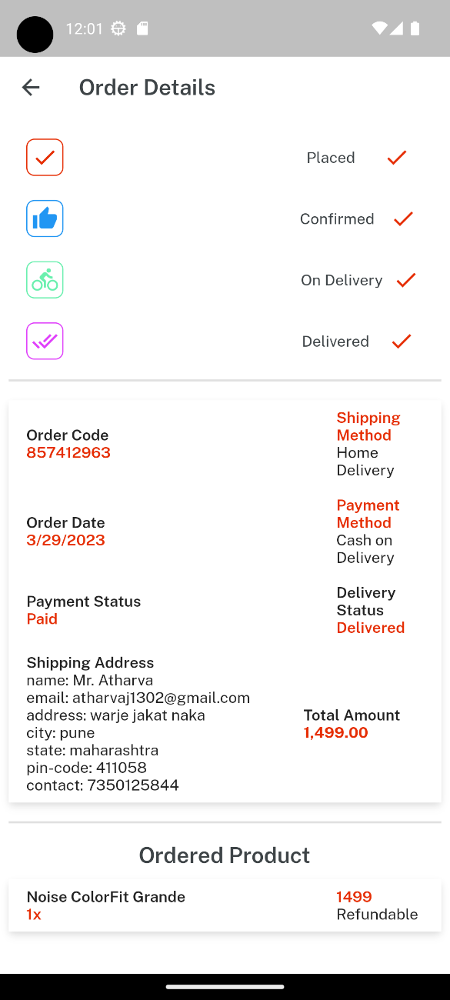 12:01
Order Details
Placed
Confirmed
On Delivery
Delivered
Order Code
857412963
Shipping
Method
Home
Delivery
Order Date
3/29/2023
Payment
Method
Cash on
Delivery
Payment Status
Paid
Delivery
Status
Delivered
Shipping Address
name: Mr. Atharva
email: atharvaj1302@gmail.com
address: warje jakat naka
city: pune
state: maharashtra
pin-code: 411058
contact: 7350125844
Total Amount
1,499.00
Ordered Product
Noise ColorFit Grande
1x
1499
Refundable